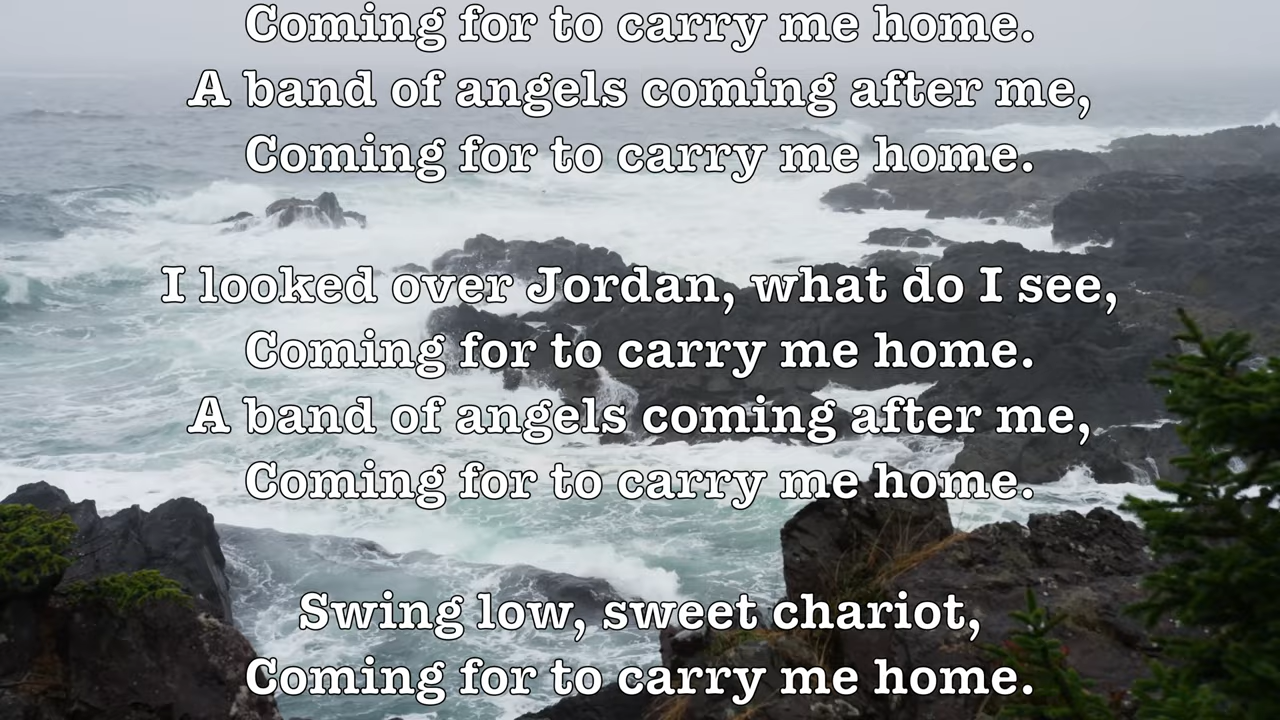 Coming for to carry me home.
A band of angels coming after me,
Coming for to carry me home.
I looked over Jordan, what do I see,
Coming for to carry me home.
A band of angels coming after me,
Coming for to carry me home.
Swing low, sweet chariot,
Coming for to carry me home.